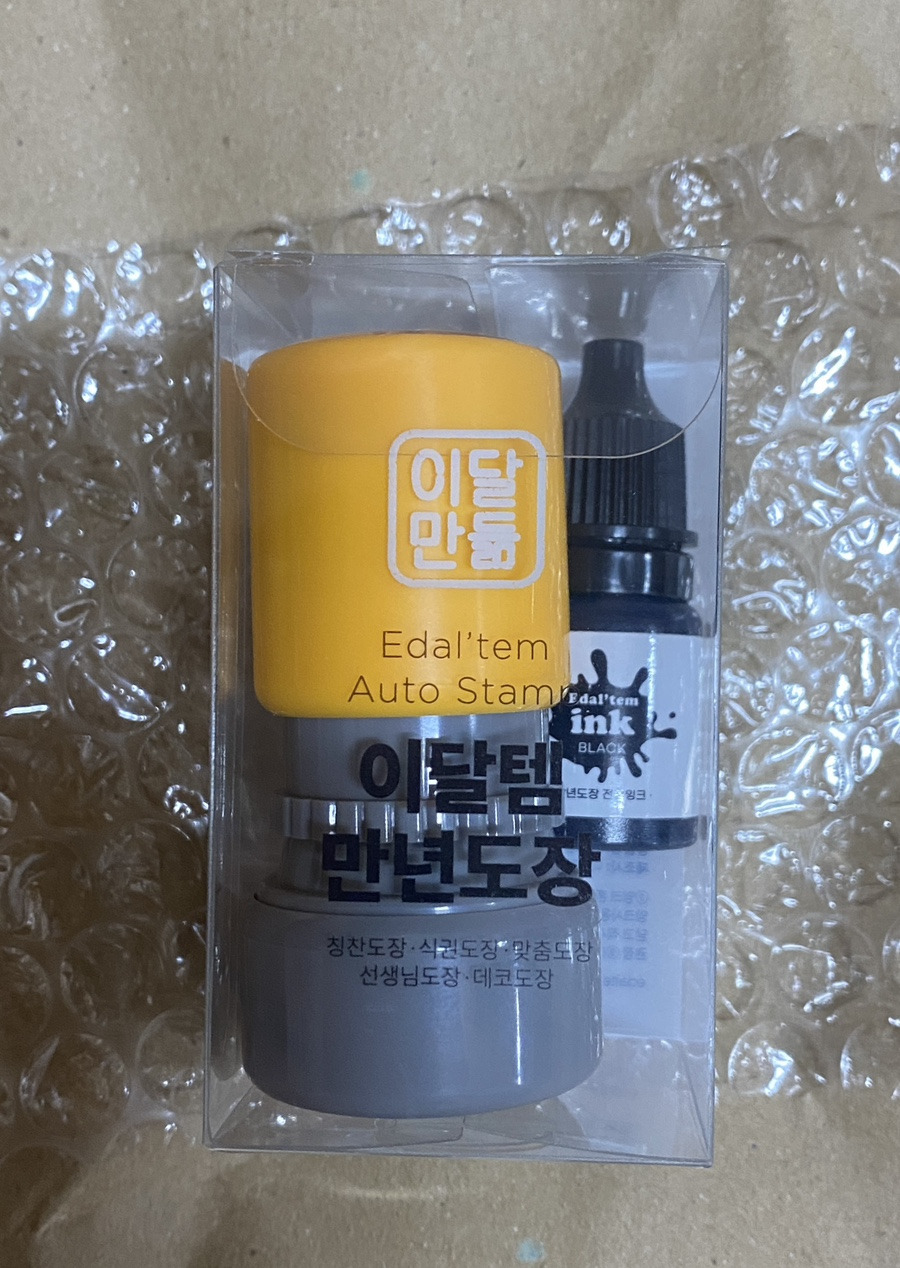 이달
만듦
Edal'tem
Auto Stamp
이달템
만년도장
칭찬도장·식권도장·맞춤도장
선생님도장·데코도장
Edal'tem
ink
BLACK